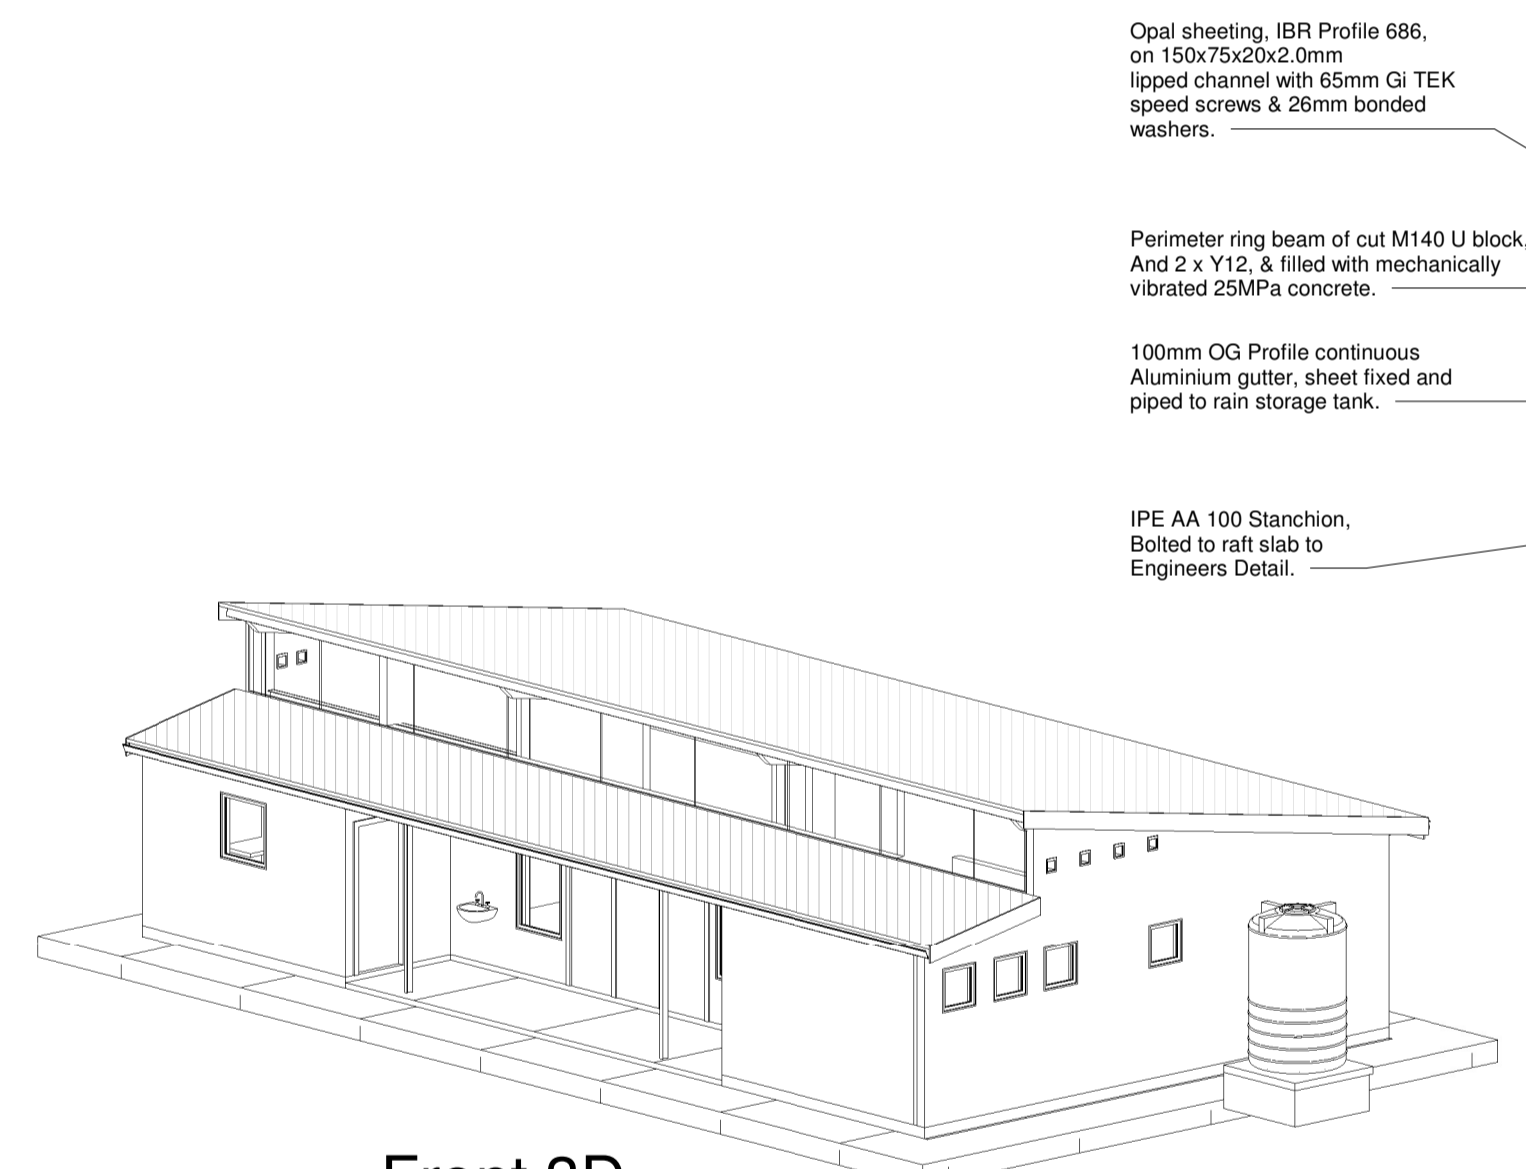 Opal sheeting, IBR Profile 686,
on 150x75x20x2.0mm
lipped channel with 65mm Gi TEK
speed screws & 26mm bonded
washers.
Perimeter ring beam of cut M140 U block,
And 2 x Y12, & filled with mechanically
vibrated 25MPa concrete.
100mm OG Profile continuous
Aluminium gutter, sheet fixed and
piped to rain storage tank.
IPE AA 100 Stanchion,
Bolted to raft slab to
Engineers Detail.
Front 3D